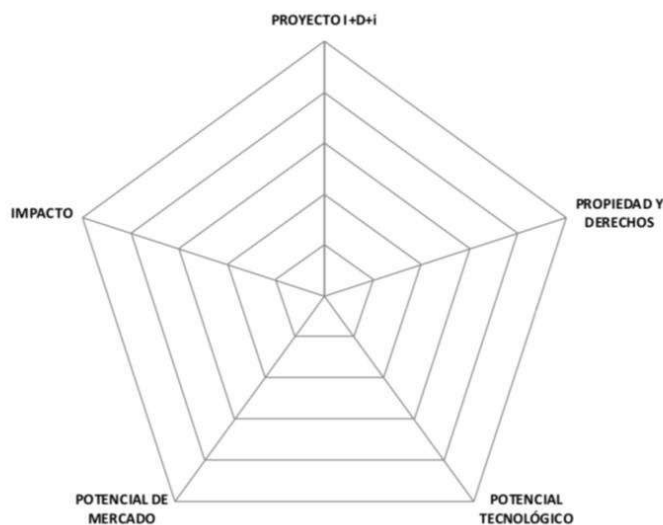 PROYECTO I+D+i
IMPACTO
PROPIEDAD Y
DERECHOS
POTENCIAL DE
MERCADO
POTENCIAL
TECNOLÓGICO